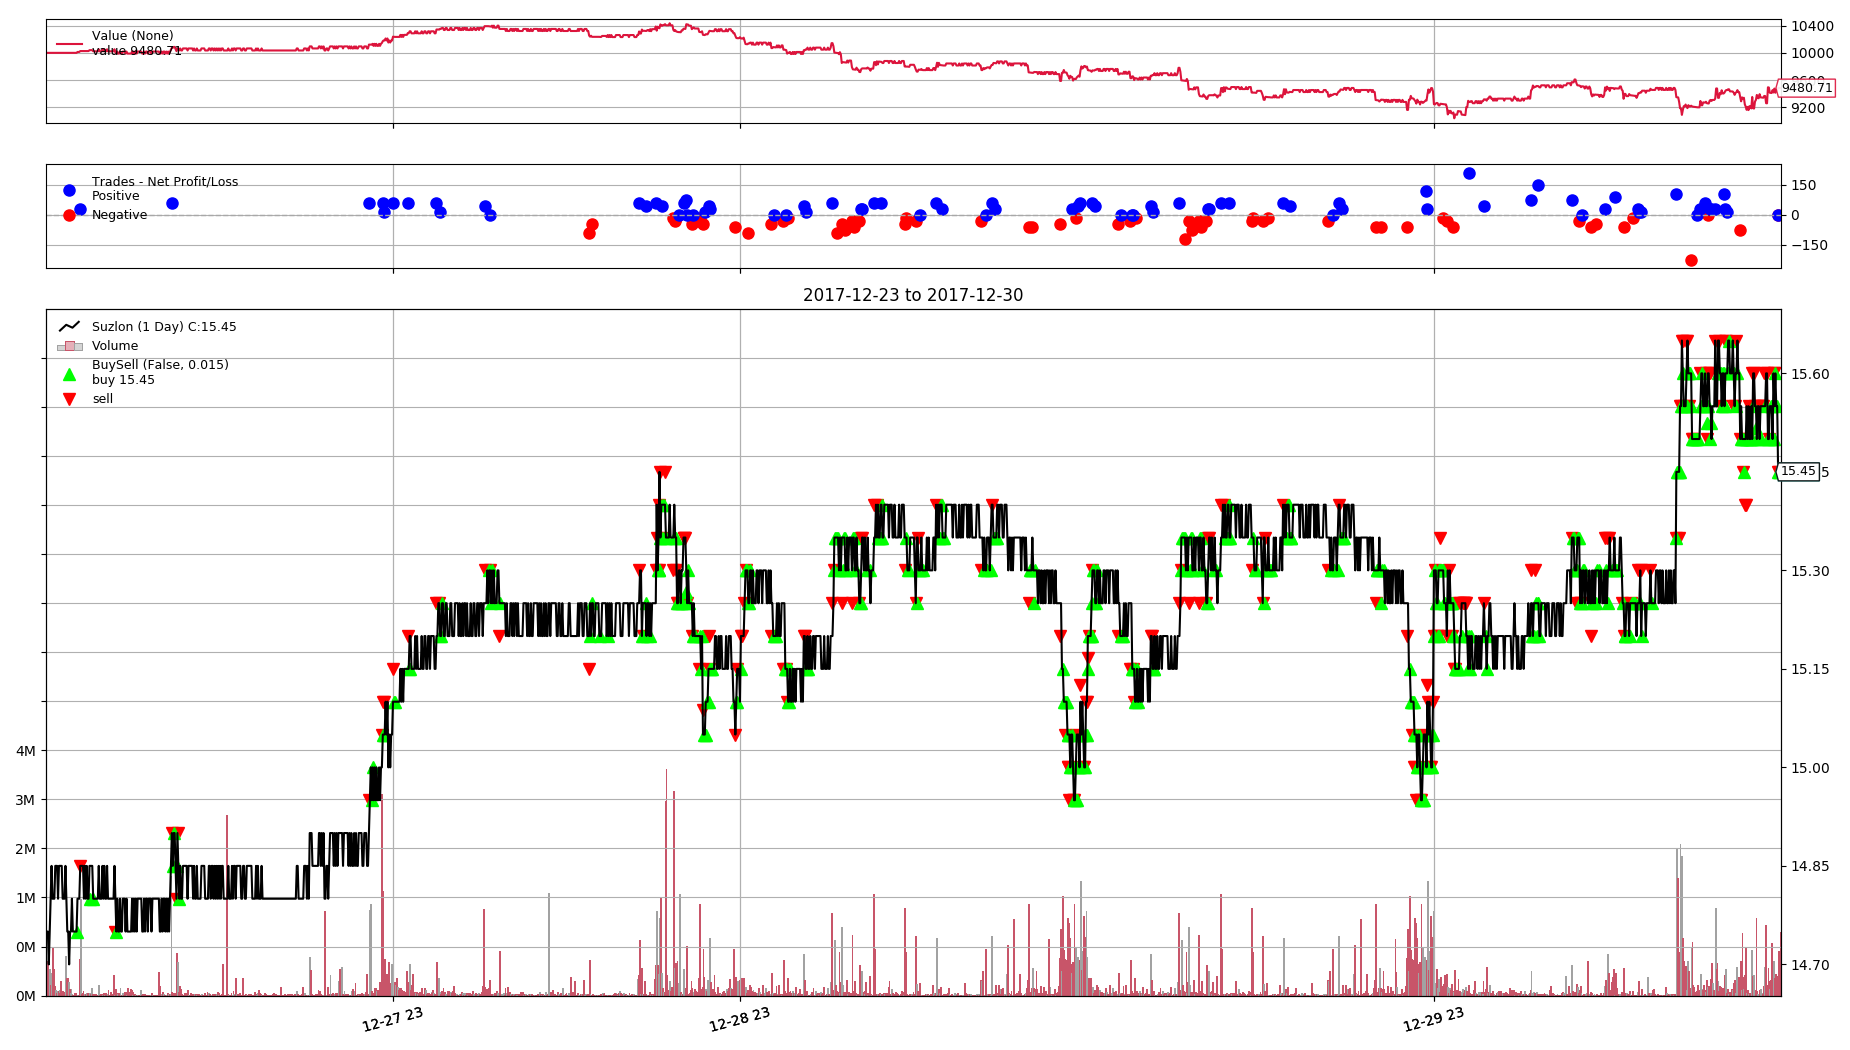 Value (None)
value 9480.71
10400
10000
9600
9480.71
9200
Trades - Net Profit/Loss
Positive
Negative
150
0
−150
2017-12-23 to 2017-12-30
Suzlon (1 Day) C:15.45
Volume
BuySell (False, 0.015)
buy 15.45
sell
15.60
15.45
5
15.30
15.15
15.00
14.85
14.70
4M
3M
2M
1M
0M
0M
12-27 23
12-28 23
12-29 23